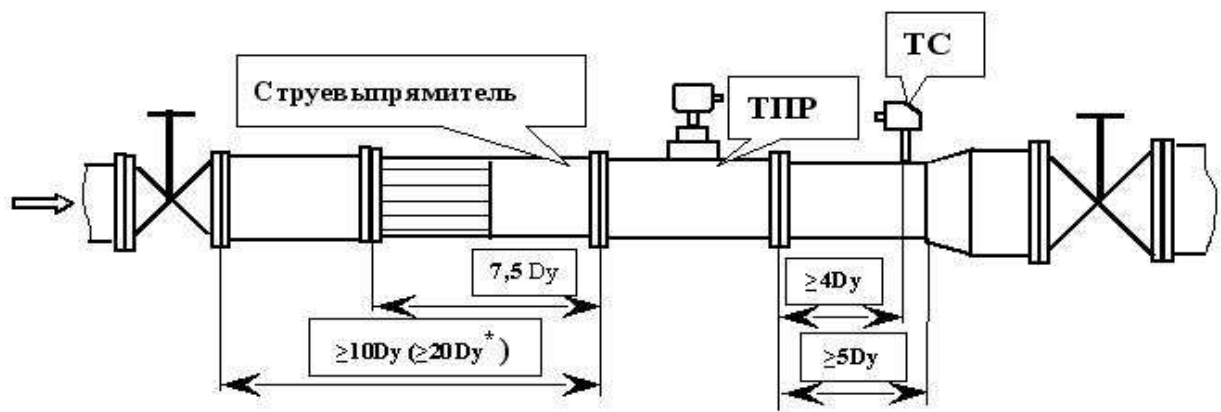 ТС
Струевыпрямитель
ТПР
7,5 Dy
≥4Dy
≥10Dy (≥20Dy*)
≥5Dy